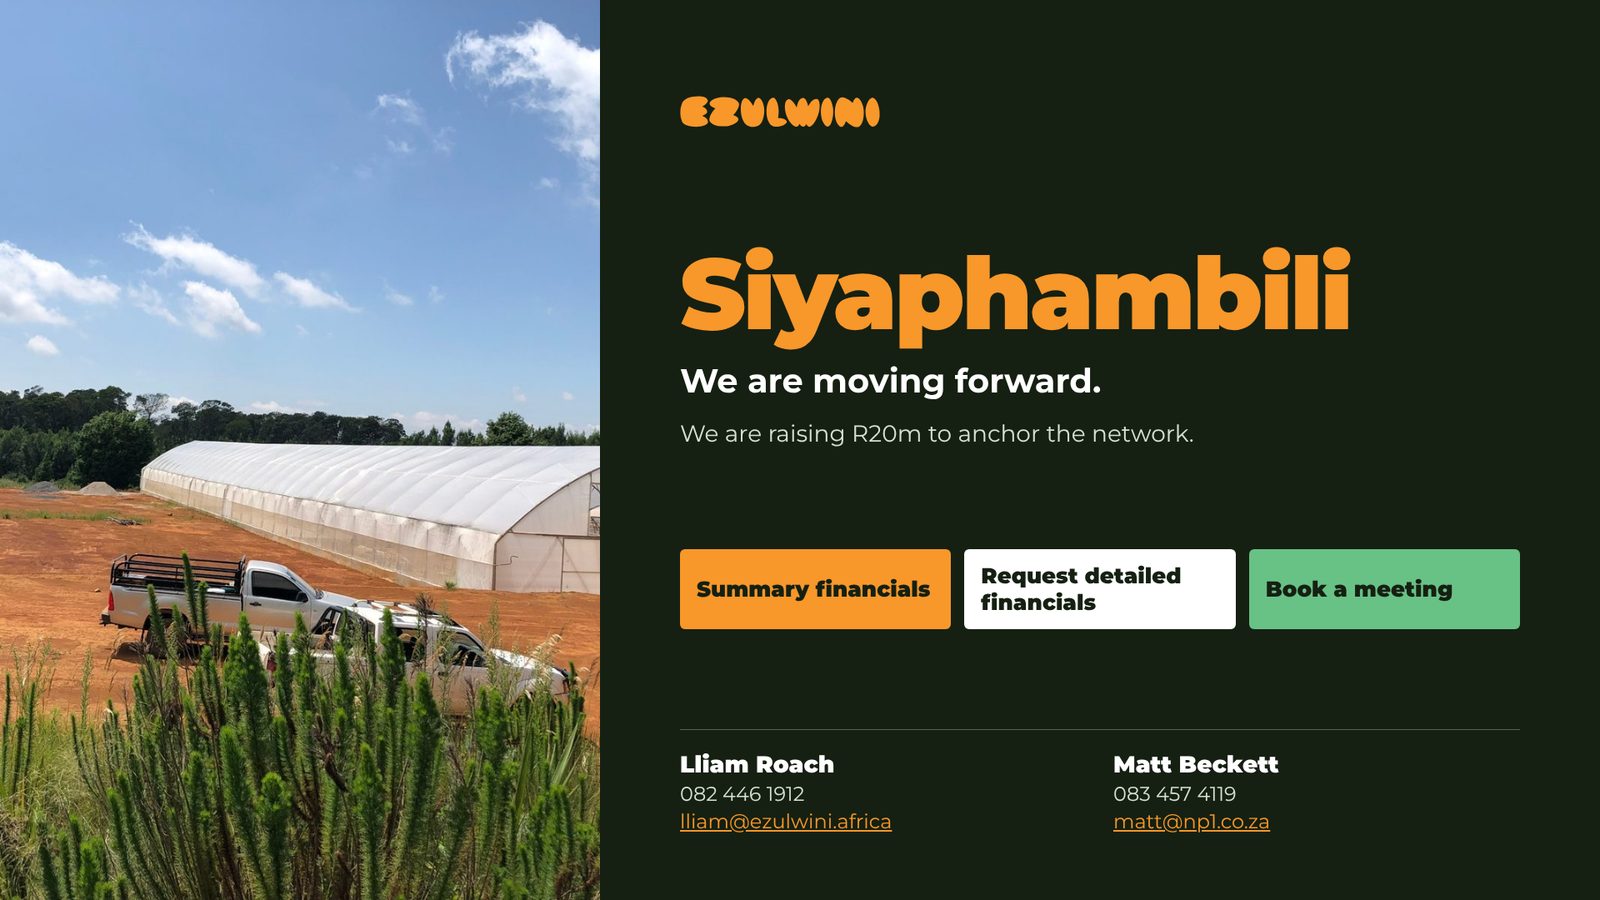 EZULWINI
Siyaphambili
We are moving forward.
We are raising R20m to anchor the network.
Summary financials
Request detailed
financials
Book a meeting
Lliam Roach
082 446 1912
lliam@ezulwini.africa
Matt Beckett
083 457 4119
matt@np1.co.za